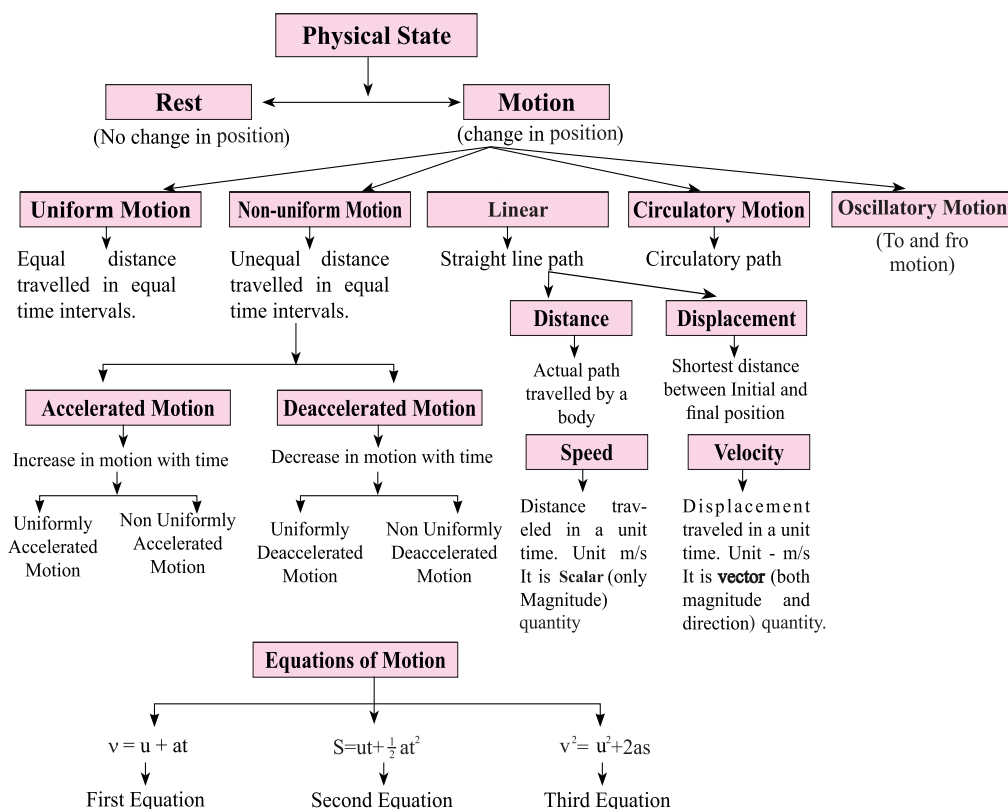 Physical State
Rest
Motion
(No change in position)
(change in position)
Uniform Motion
Non-uniform Motion
Linear
Circulatory Motion
Oscillatory Motion
Equal distance
travelled in equal
time intervals.
Unequal distance
travelled in equal
time intervals.
Straight line path
Circulatory path
(To and fro
motion)
Distance
Displacement
Actual path
travelled by a
body
Shortest distance
between Initial and
final position
Accelerated Motion
Deaccelerated Motion
Increase in motion with time
Decrease in motion with time
Uniformly
Accelerated
Motion
Non Uniformly
Accelerated
Motion
Uniformly
Deaccelerated
Motion
Non Uniformly
Deaccelerated
Motion
Speed
Velocity
Distance trav-
eled in a unit
time. Unit m/s
It is Scalar (only
Magnitude)
quantity
Displacement
traveled in a unit
time. Unit - m/s
It is vector (both
magnitude and
direction) quantity.
Equations of Motion
v = u + at
S=ut+½ at²
v²= u²+2as
First Equation
Second Equation
Third Equation